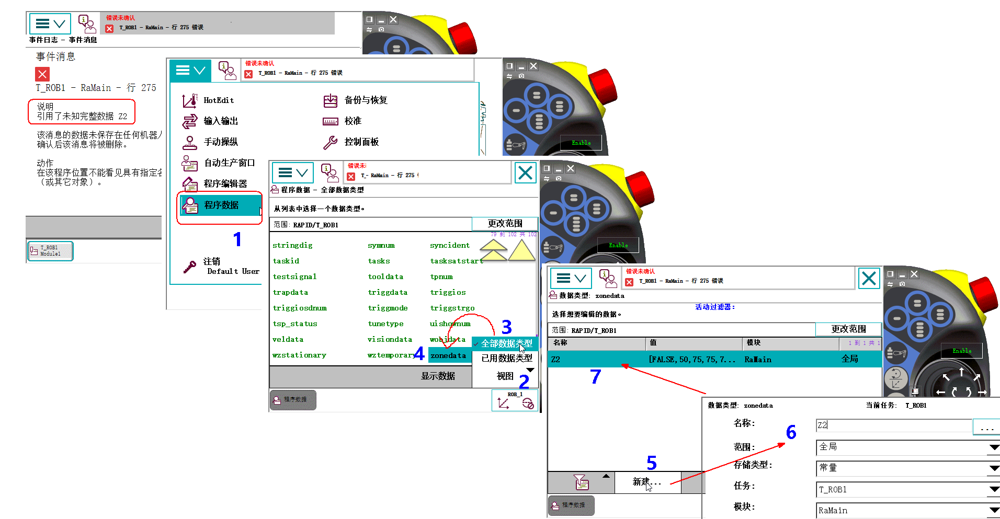 错误未确认
T_ROB1 - RaMain - 行 275 错误
事件日志 - 事件消息
事件消息
T_ROB1 - RaMain - 行 275
说明
引用了未知完整数据 Z2
该消息的数据未保存在任何机器人
确认后该消息将被删除。
动作
在该程序位置不能看见具有指定名
（或其它对象）。
T_ROB1
Module1
错误未确认
T_ROB1 - RaMain - 行 275 错误
HotEdit
备份与恢复
输入输出
校准
手动操纵
控制面板
自动生产窗口
程序编辑器
程序数据
1
注销
Default User
Enable
错误未
T_- RaMain - 行 275
程序数据 - 全部数据类型
从列表中选择一个数据类型。
范围: RAPID/T_ROB1
更改范围
79 到 102 共 102
stringdig symnum syncident
taskid tasks tasksatstart
testsignal tooldata tpnum
trapdata triggdata triggios
triggiosdnum triggmode triggstrgo
tsp_status tunetype uishownum
veldata visiondata wobjdata
wzstationary wztemporary zonedata
3
4
全部数据类型
已用数据类型
显示数据
视图
2
程序数据
ROB_1
Enable
错误未确认
T_ROB1 - RaMain - 行 275 错误
数据类型: zonedata
活动过滤器:
选择想要编辑的数据。
范围: RAPID/T_ROB1
更改范围
名称 值 模块 1 到 1 共 1
Z2 [FALSE,50,75,75,7... RaMain 全局
7
5
新建...
程序数据
Enable
数据类型: zonedata
当前任务: T_ROB1
名称: Z2 ...
6
范围: 全局
存储类型: 常量
任务: T_ROB1
模块: RaMain